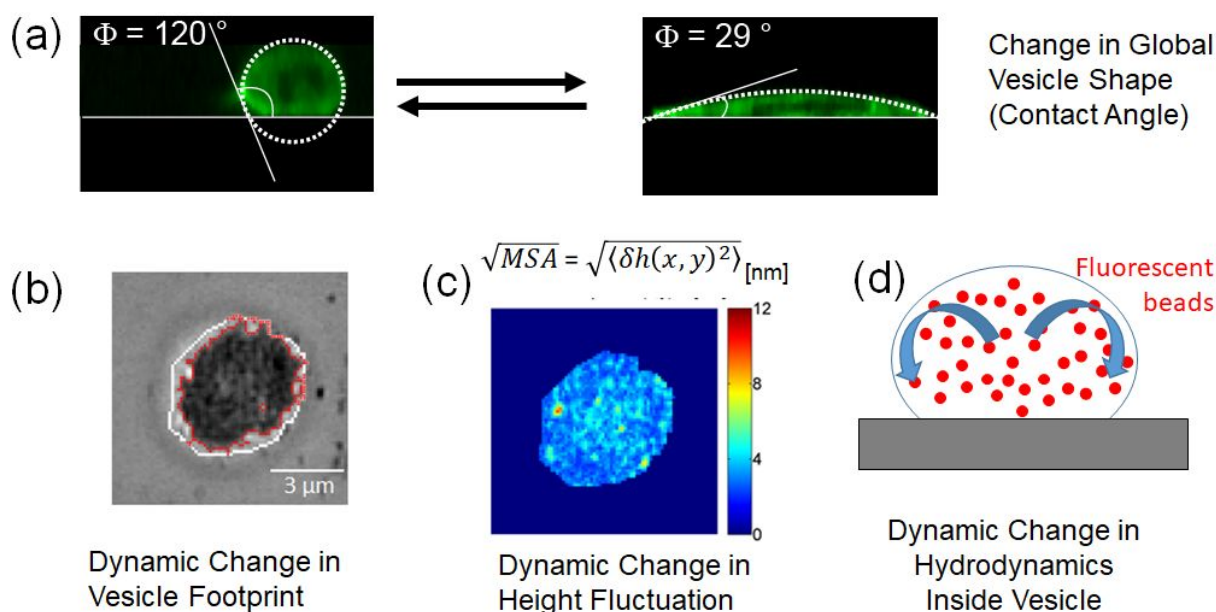 (a)
Φ = 120 °
Φ = 29 °
Change in Global
Vesicle Shape
(Contact Angle)
(b)
3 μm
Dynamic Change in
Vesicle Footprint
(c)
√MSA = √⟨δh(x, y)²⟩ [nm]
12
8
4
0
Dynamic Change in
Height Fluctuation
(d)
Fluorescent
beads
Dynamic Change in
Hydrodynamics
Inside Vesicle